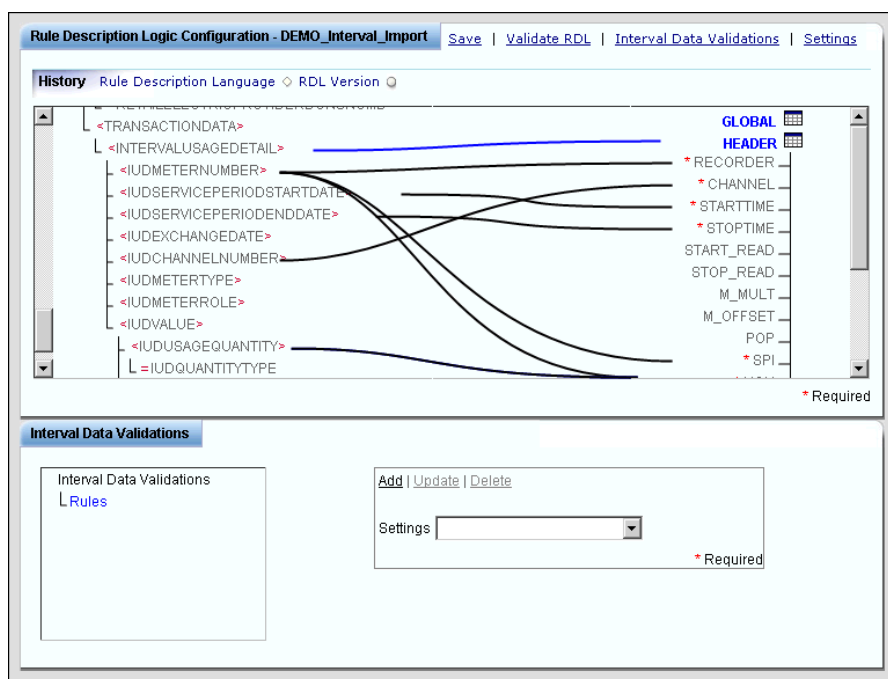 Rule Description Logic Configuration - DEMO_Interval_Import Save | Validate RDL | Interval Data Validations | Settings
History Rule Description Language RDL Version
<TRANSACTIONDATA>
<INTERVALUSAGEDETAIL>
<IUDMETERNUMBER>
<IUDSERVICEPERIODSTARTDATE>
<IUDSERVICEPERIODENDDATE>
<IUDEXCHANGEDATE>
<IUDCHANNELNUMBER>
<IUDMETERTYPE>
<IUDMETERROLE>
<IUDVALUE>
<IUDUSAGEQUANTITY>
=IUDQUANTITYTYPE
GLOBAL
HEADER
* RECORDER
* CHANNEL
* STARTTIME
* STOPTIME
START_READ
STOP_READ
M_MULT
M_OFFSET
POP
* SPI
* Required
Interval Data Validations
Interval Data Validations
Rules
Add | Update | Delete
Settings
* Required